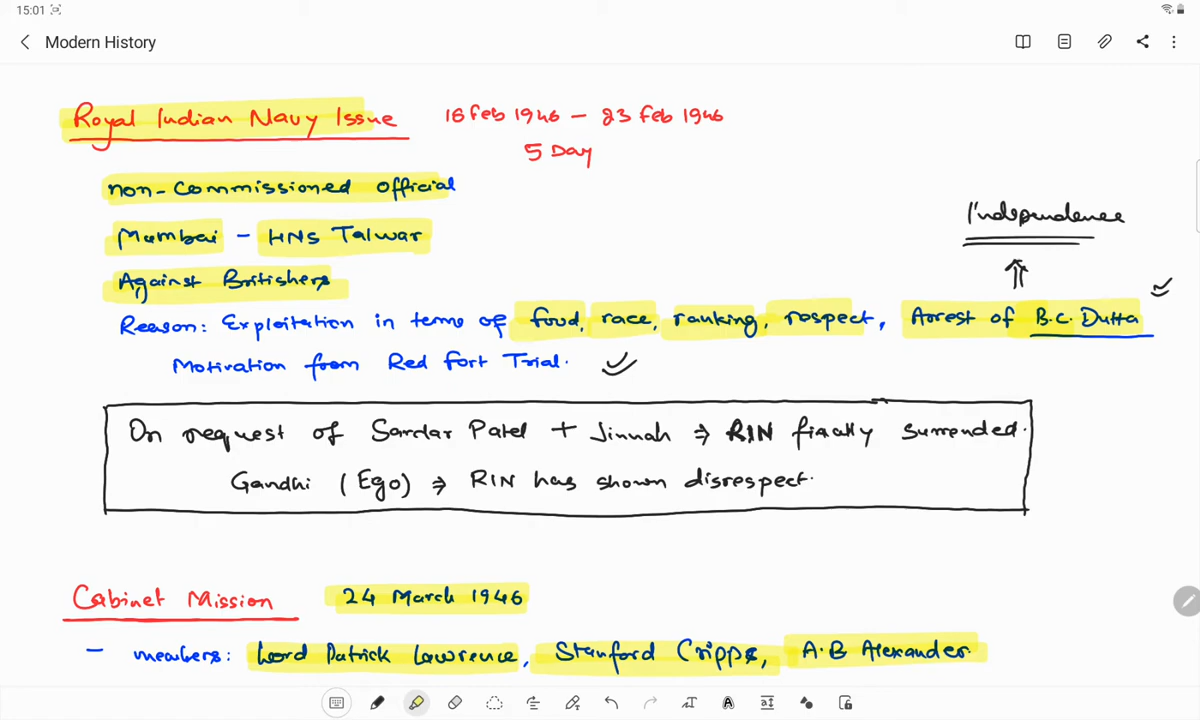 15:01
Modern History
Royal Indian Navy Issue 18 Feb 1946 - 23 Feb 1946
5 Day
non-commissioned official
Independence
Mumbai - HNS Talwar
Against Britishers
Reason: Exploitation in terms of food, race, ranking, respect, Arrest of B.C. Dutta
Motivation from Red Fort Trial.
On request of Sardar Patel + Jinnah ⇒ RIN finally surrended.
Gandhi (Ego) ⇒ RIN has shown disrespect.
Cabinet Mission 24 March 1946
- members: Lord Patrick Lawrence, Stanford Cripps, A.B Alexander